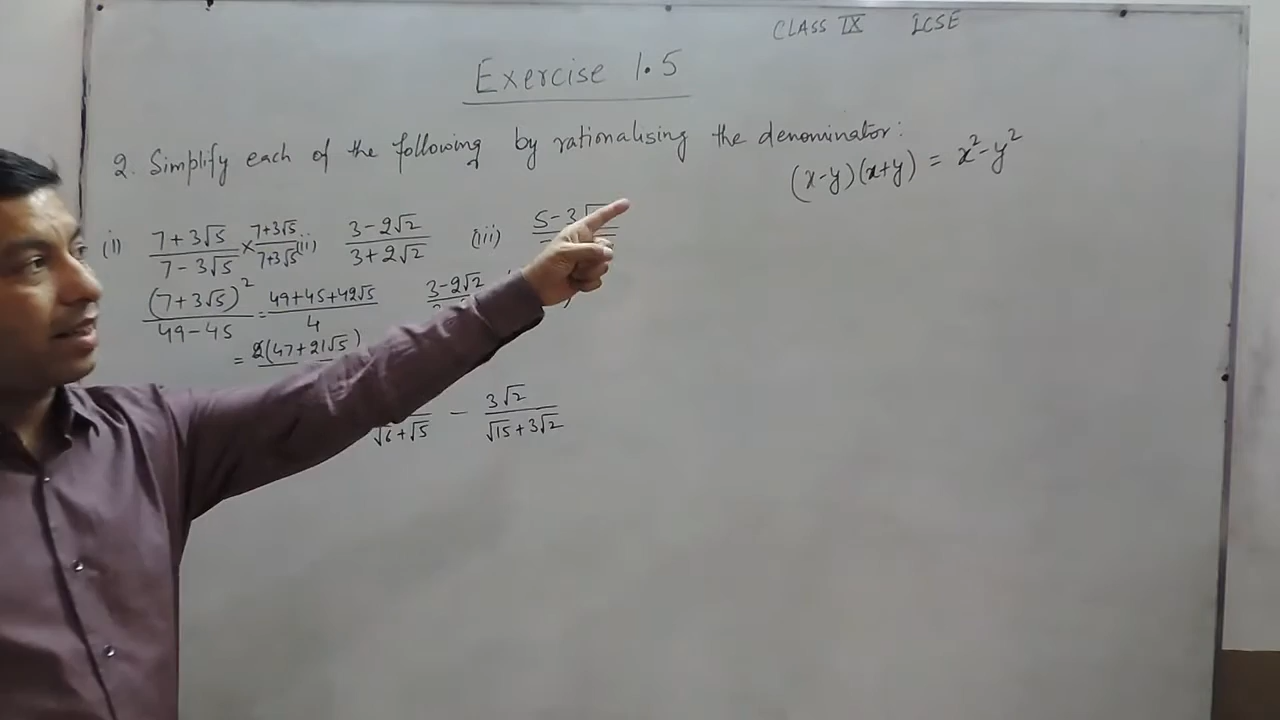 CLASS IX ICSE
Exercise 1.5
2. Simplify each of the following by rationalising the denominator:
(x-y)(x+y) = x²-y²
(i) (7+3√5)/(7-3√5) × (7+3√5)/(7+3√5) (ii) (3-2√2)/(3+2√2) (iii) 5-3√
(7+3√5)²/(49-45) = (49+45+42√5)/4 3-2√2
= 2(47+21√5)
√6+√5 - 3√2/(√15+3√2)